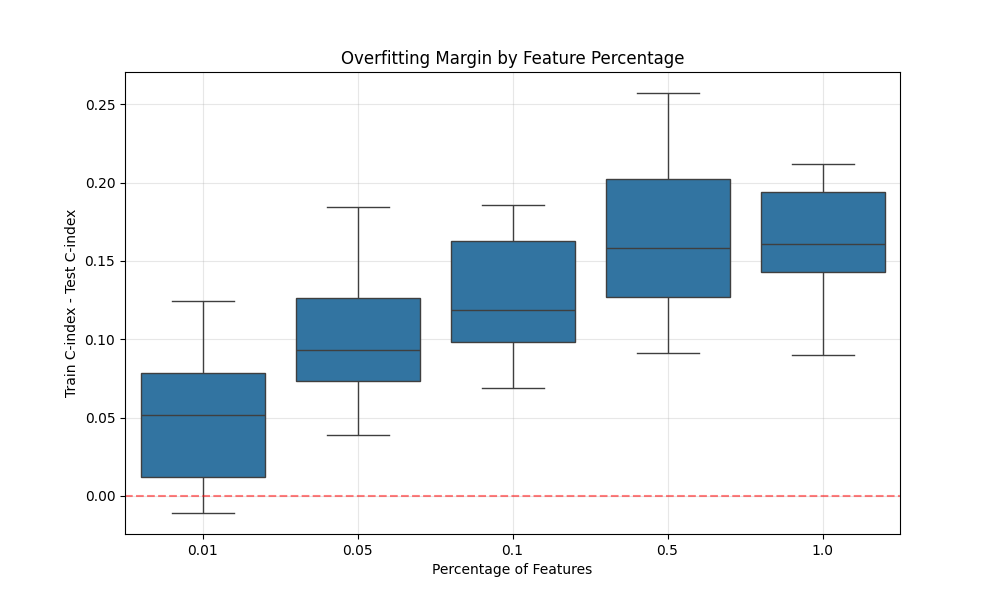 Overfitting Margin by Feature Percentage
Train C-index - Test C-index
0.25
0.20
0.15
0.10
0.05
0.00
0.01 0.05 0.1 0.5 1.0
Percentage of Features